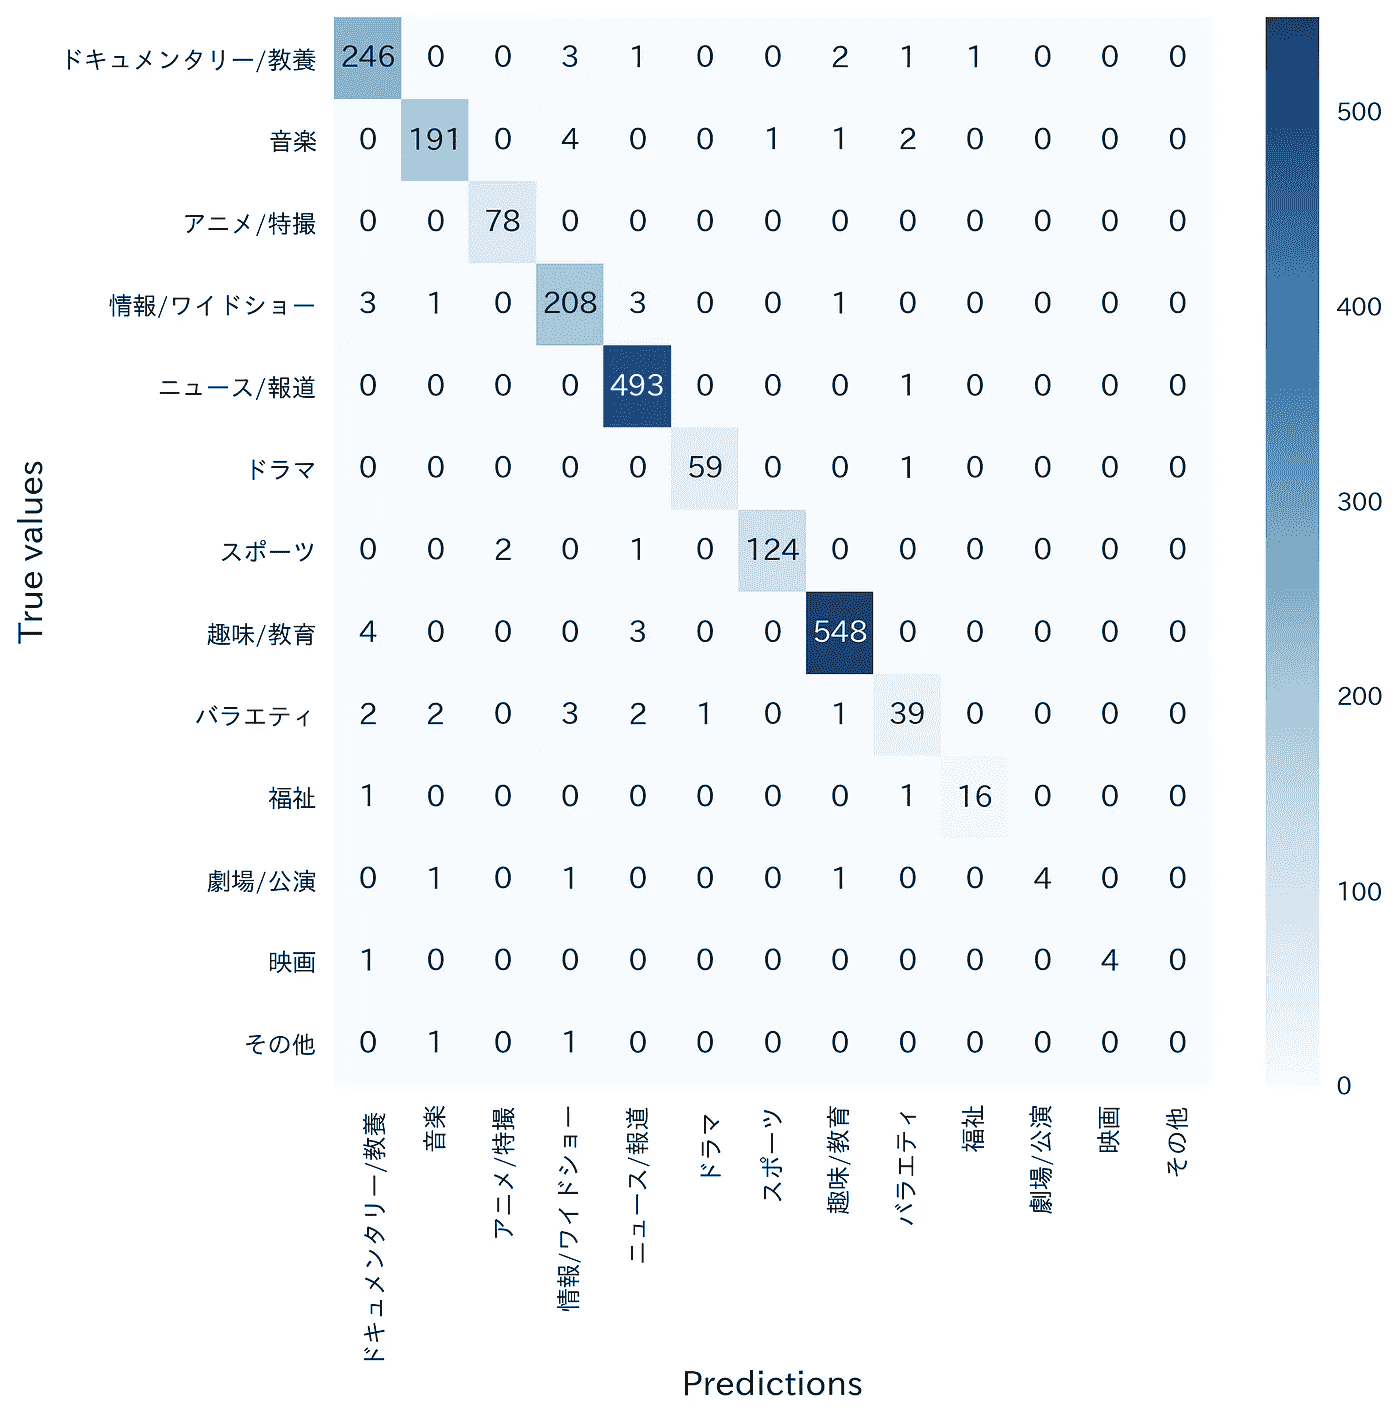 ドキュメンタリー/教養 246 0 0 3 1 0 0 2 1 1 0 0 0
音楽 0 191 0 4 0 0 1 1 2 0 0 0 0
アニメ/特撮 0 0 78 0 0 0 0 0 0 0 0 0 0
情報/ワイドショー 3 1 0 208 3 0 0 1 0 0 0 0 0
ニュース/報道 0 0 0 0 493 0 0 0 1 0 0 0 0
ドラマ 0 0 0 0 0 59 0 0 1 0 0 0 0
スポーツ 0 0 2 0 1 0 124 0 0 0 0 0 0
趣味/教育 4 0 0 0 3 0 0 548 0 0 0 0 0
バラエティ 2 2 0 3 2 1 0 1 39 0 0 0 0
福祉 1 0 0 0 0 0 0 0 1 16 0 0 0
劇場/公演 0 1 0 1 0 0 0 1 0 0 4 0 0
映画 1 0 0 0 0 0 0 0 0 0 0 4 0
その他 0 1 0 1 0 0 0 0 0 0 0 0 0
True values
ドキュメンタリー/教養
音楽
アニメ/特撮
情報/ワイドショー
ニュース/報道
ドラマ
スポーツ
趣味/教育
バラエティ
福祉
劇場/公演
映画
その他
Predictions
500
400
300
200
100
0